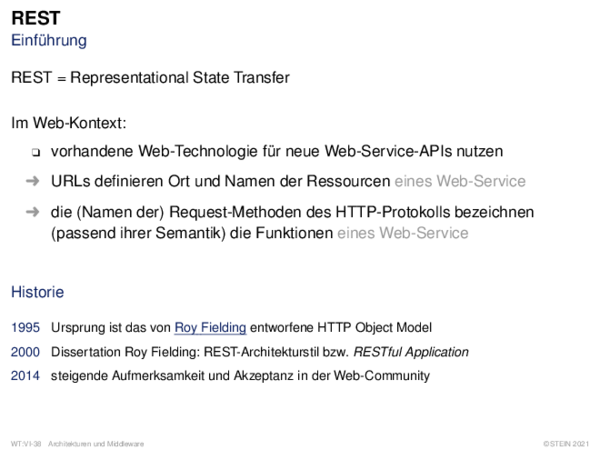 REST
Einführung
REST = Representational State Transfer
Im Web-Kontext:
❑ vorhandene Web-Technologie für neue Web-Service-APIs nutzen
➜ URLs definieren Ort und Namen der Ressourcen eines Web-Service
➜ die (Namen der) Request-Methoden des HTTP-Protokolls bezeichnen
(passend ihrer Semantik) die Funktionen eines Web-Service
Historie
1995 Ursprung ist das von Roy Fielding entworfene HTTP Object Model
2000 Dissertation Roy Fielding: REST-Architekturstil bzw. RESTful Application
2014 steigende Aufmerksamkeit und Akzeptanz in der Web-Community
WT:VI-38 Architekturen und Middleware ©STEIN 2021